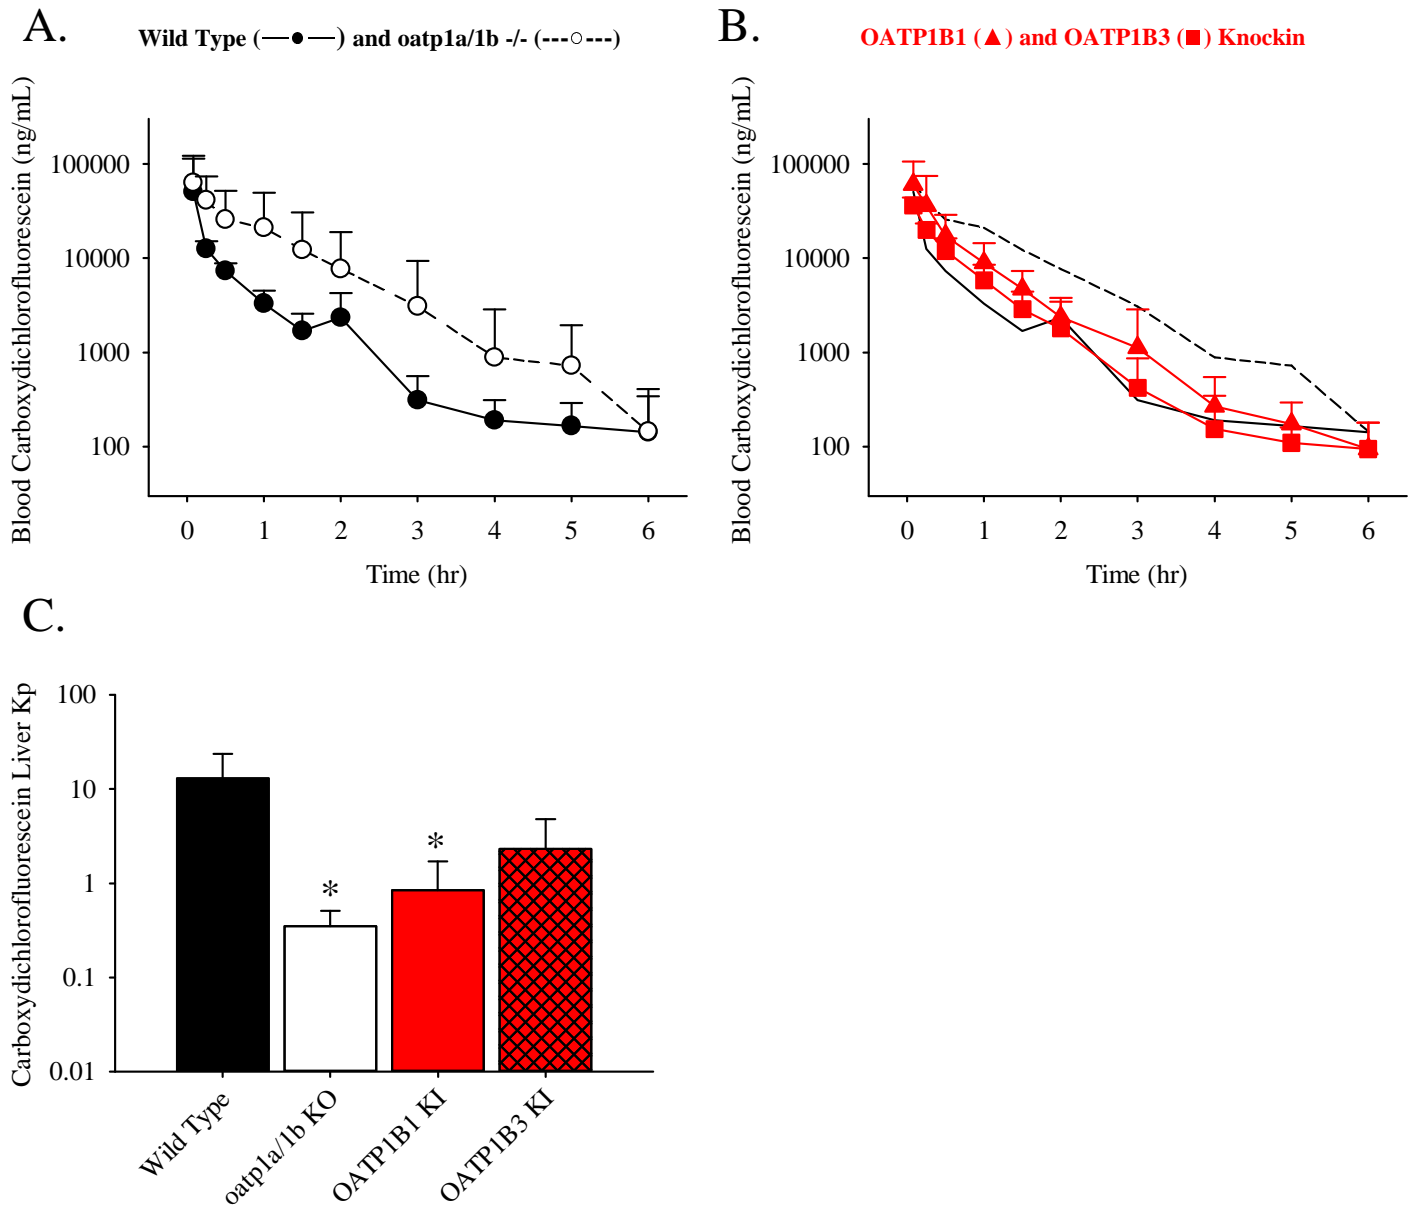 A.
Wild Type (—●—) and oatp1a/1b -/- (---○---)
Blood Carboxydichlorofluorescein (ng/mL)
100000
10000
1000
100
0 1 2 3 4 5 6
Time (hr)
B.
OATP1B1 (▲) and OATP1B3 (■) Knockin
Blood Carboxydichlorofluorescein (ng/mL)
100000
10000
1000
100
0 1 2 3 4 5 6
Time (hr)
C.
Carboxydichlorofluorescein Liver Kp
100
10
1
0.1
0.01
*
*
Wild Type
oatp1a/1b KO
OATP1B1 KI
OATP1B3 KI